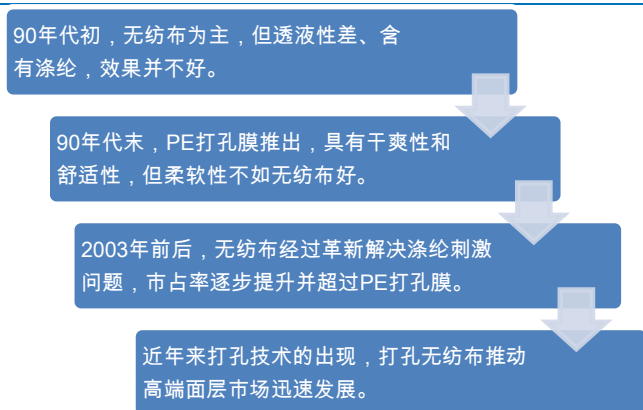 90年代初，无纺布为主，但透液性差、含
有涤纶，效果并不好。
90年代末，PE打孔膜推出，具有干爽性和
舒适性，但柔软性不如无纺布好。
2003年前后，无纺布经过革新解决涤纶刺激
问题，市占率逐步提升并超过PE打孔膜。
近年来打孔技术的出现，打孔无纺布推动
高端面层市场迅速发展。